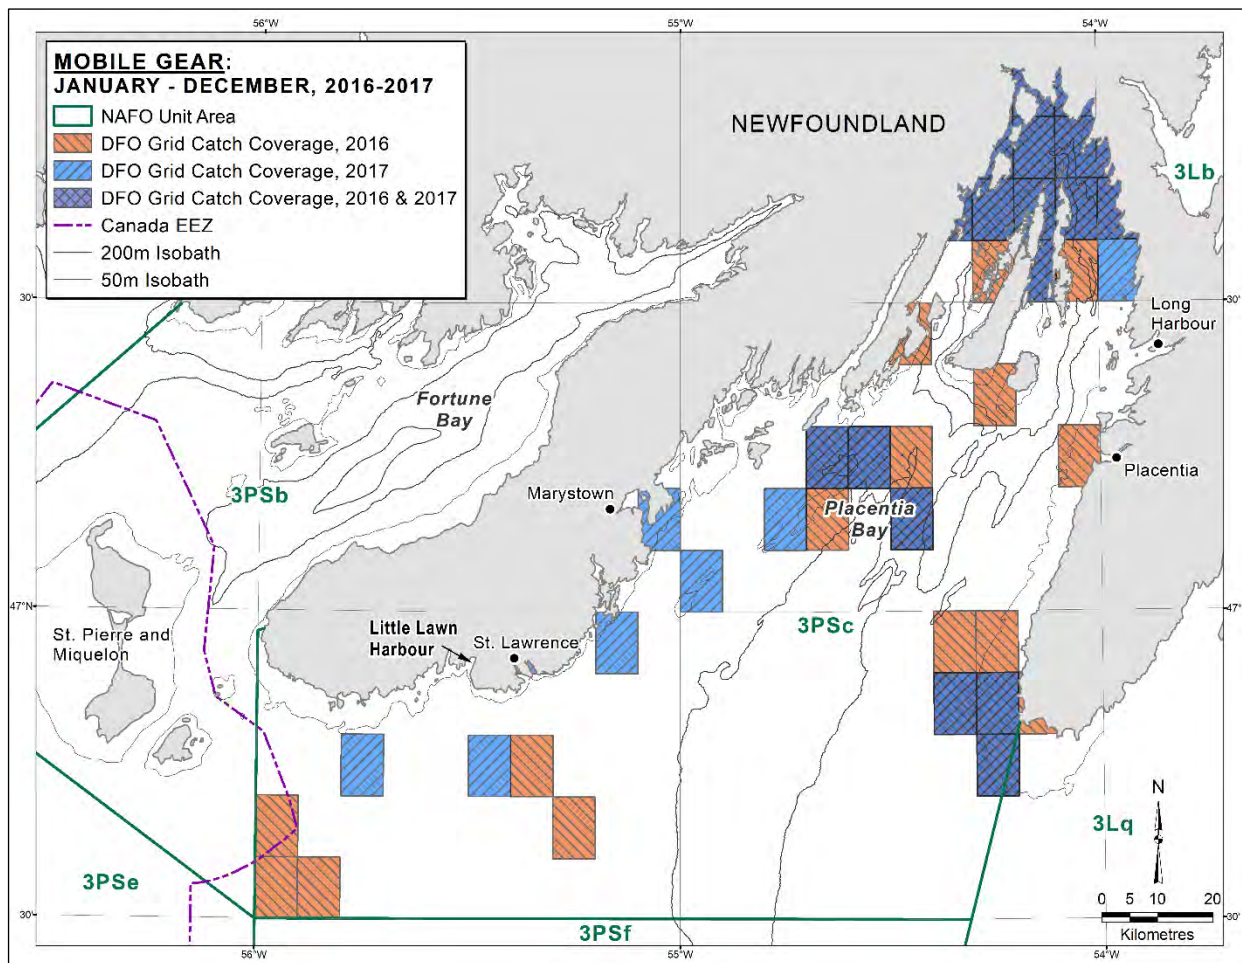 56°W
55°W
54°W
MOBILE GEAR:
JANUARY - DECEMBER, 2016-2017
NAFO Unit Area
DFO Grid Catch Coverage, 2016
DFO Grid Catch Coverage, 2017
DFO Grid Catch Coverage, 2016 & 2017
Canada EEZ
200m Isobath
50m Isobath
NEWFOUNDLAND
3Lb
30'
30'
Long
Harbour
Fortune
Bay
Placentia
Marystown
3PSb
Placentia
Bay
47°N
47°N
St. Pierre and
Miquelon
Little Lawn
Harbour
St. Lawrence
3PSc
N
3Lq
3PSe
0 5 10 20
Kilometres
30'
30'
3PSf
56°W
55°W
54°W